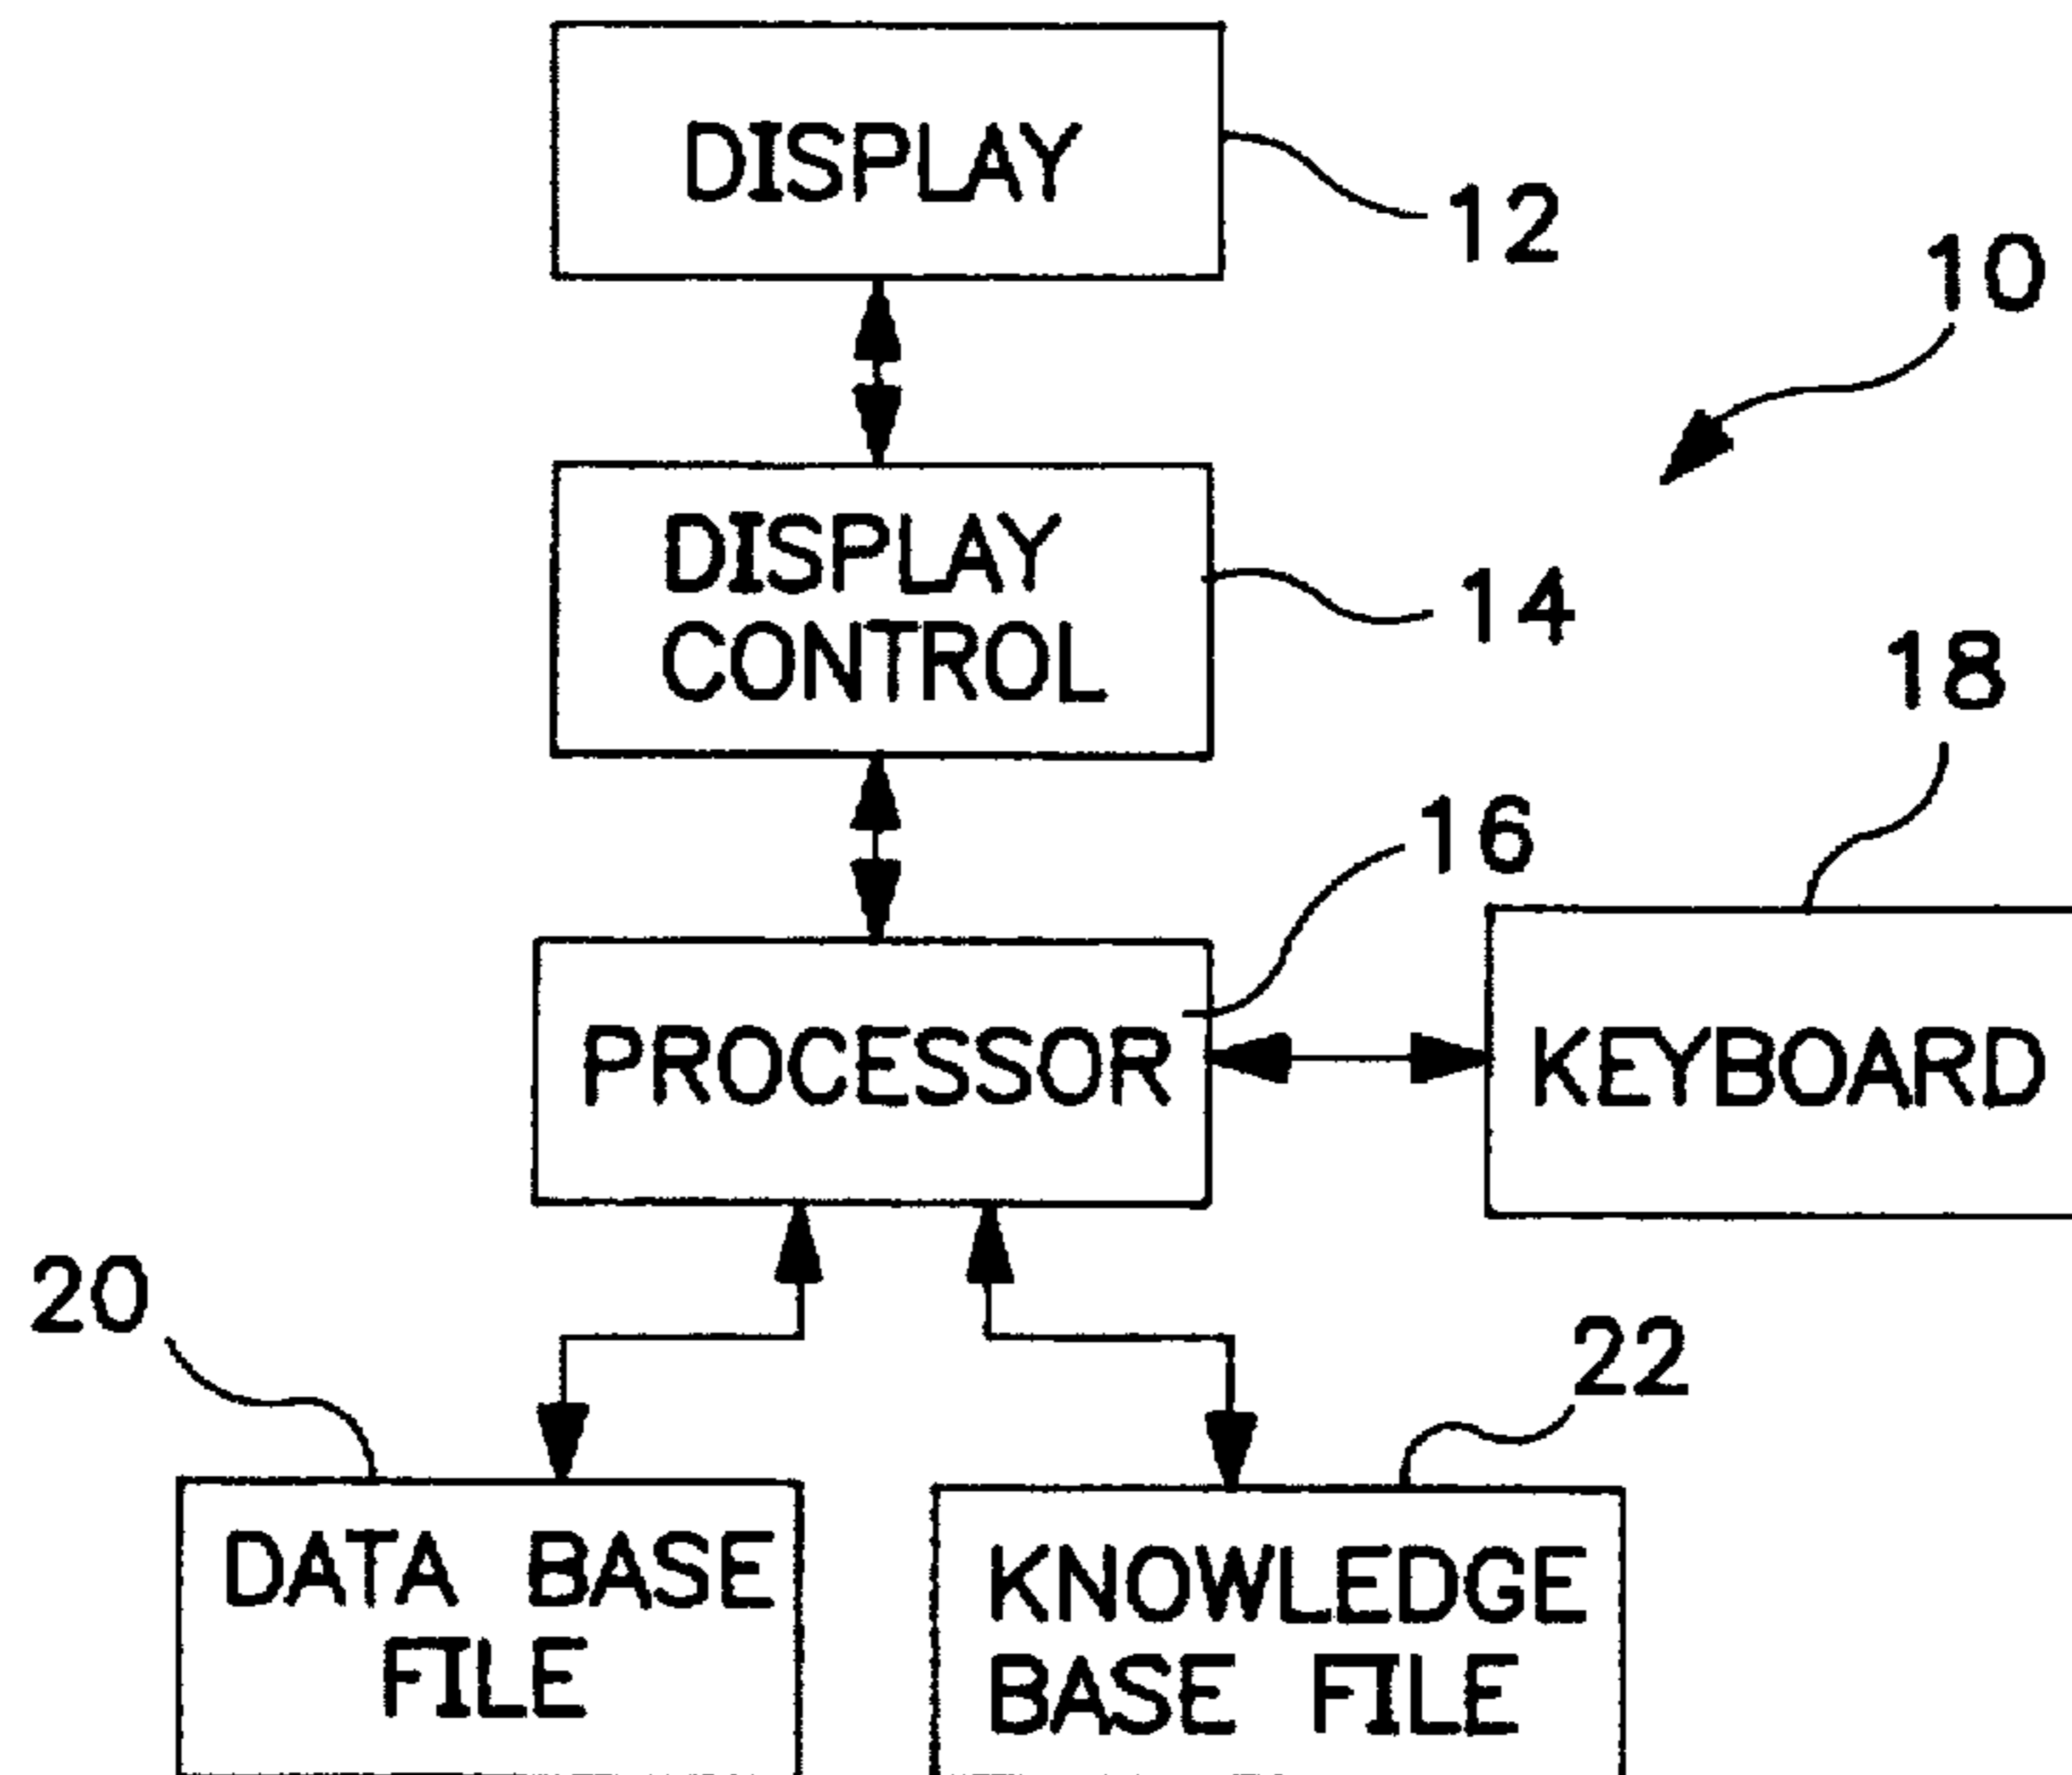 DISPLAY
12
10
DISPLAY
CONTROL
14
18
16
PROCESSOR
KEYBOARD
20
22
DATA BASE
FILE
KNOWLEDGE
BASE FILE